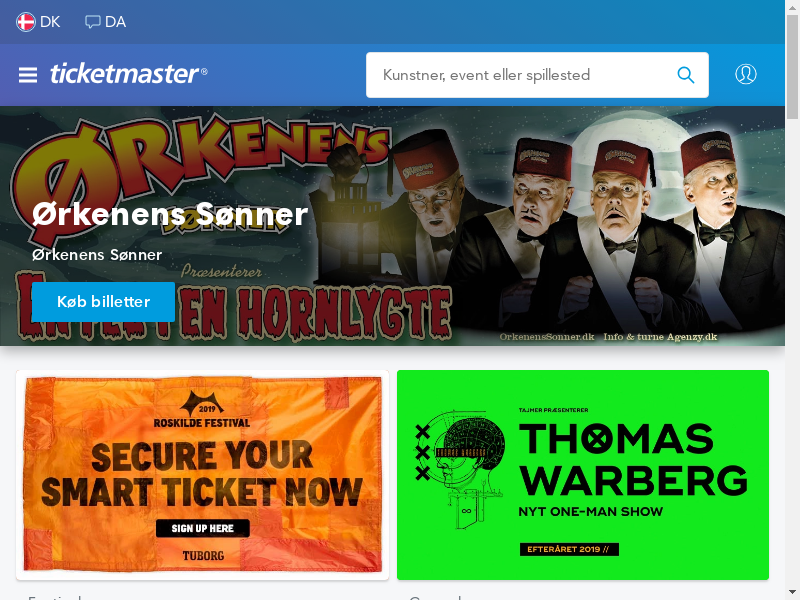 DK
DA
ticketmaster®
Kunstner, event eller spillested
ØRKENENS
SØNNER
Ørkenens Sønner
Ørkenens Sønner
Præsenterer
Køb billetter
EN TEET EN HORNLYGTE
OrkenensSonner.dk Info & turne Agenzy.dk
2019
ROSKILDE FESTIVAL
SECURE YOUR
SMART TICKET NOW
SIGN UP HERE
TUBORG
TAJMER PRÆSENTERER
THOMAS
WARBERG
NYT ONE-MAN SHOW
EFTERÅRET 2019 //